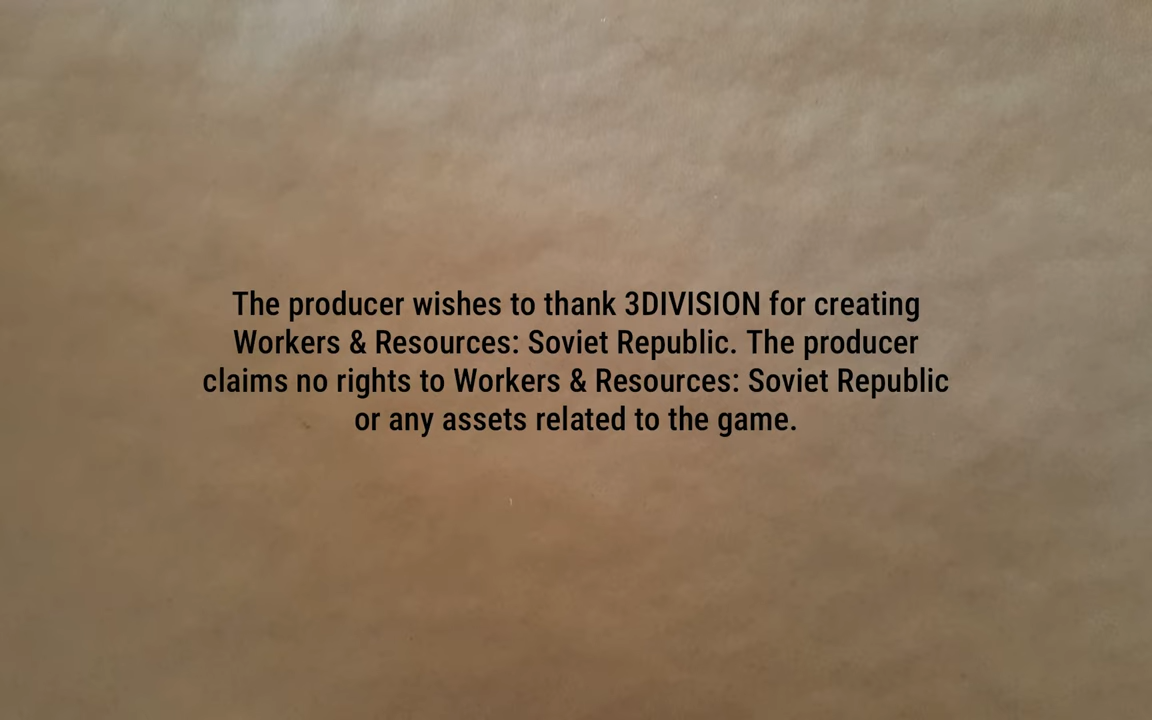 The producer wishes to thank 3DIVISION for creating
Workers & Resources: Soviet Republic. The producer
claims no rights to Workers & Resources: Soviet Republic
or any assets related to the game.